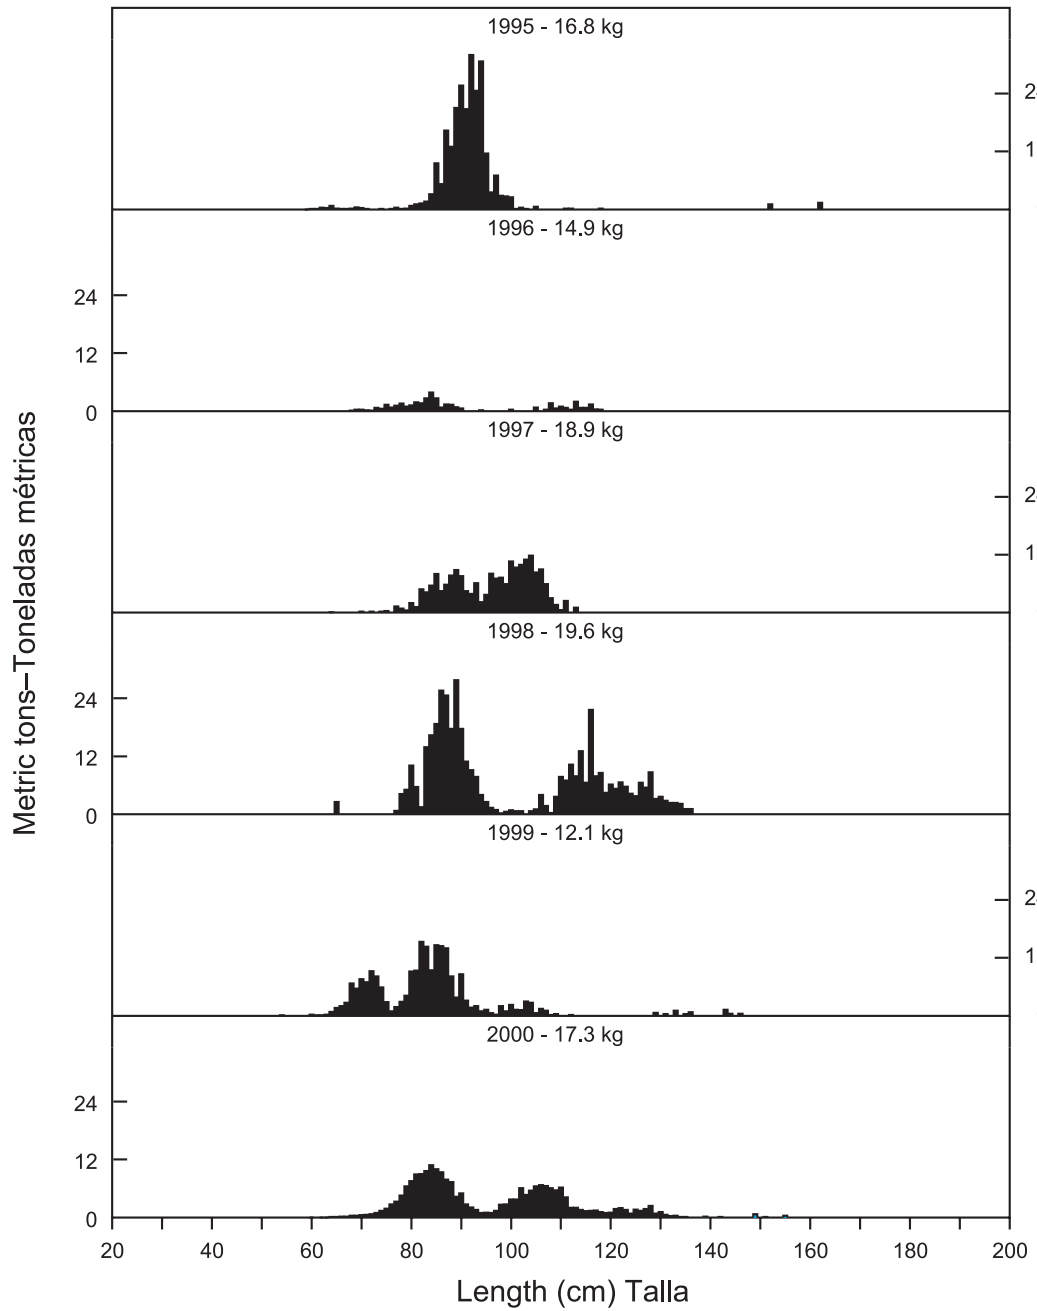 1995 - 16.8 kg
1996 - 14.9 kg
24
12
0
1997 - 18.9 kg
1998 - 19.6 kg
24
12
0
1999 - 12.1 kg
2000 - 17.3 kg
24
12
0
20 40 60 80 100 120 140 160 180 200
Length (cm) Talla
Metric tons–Toneladas métricas